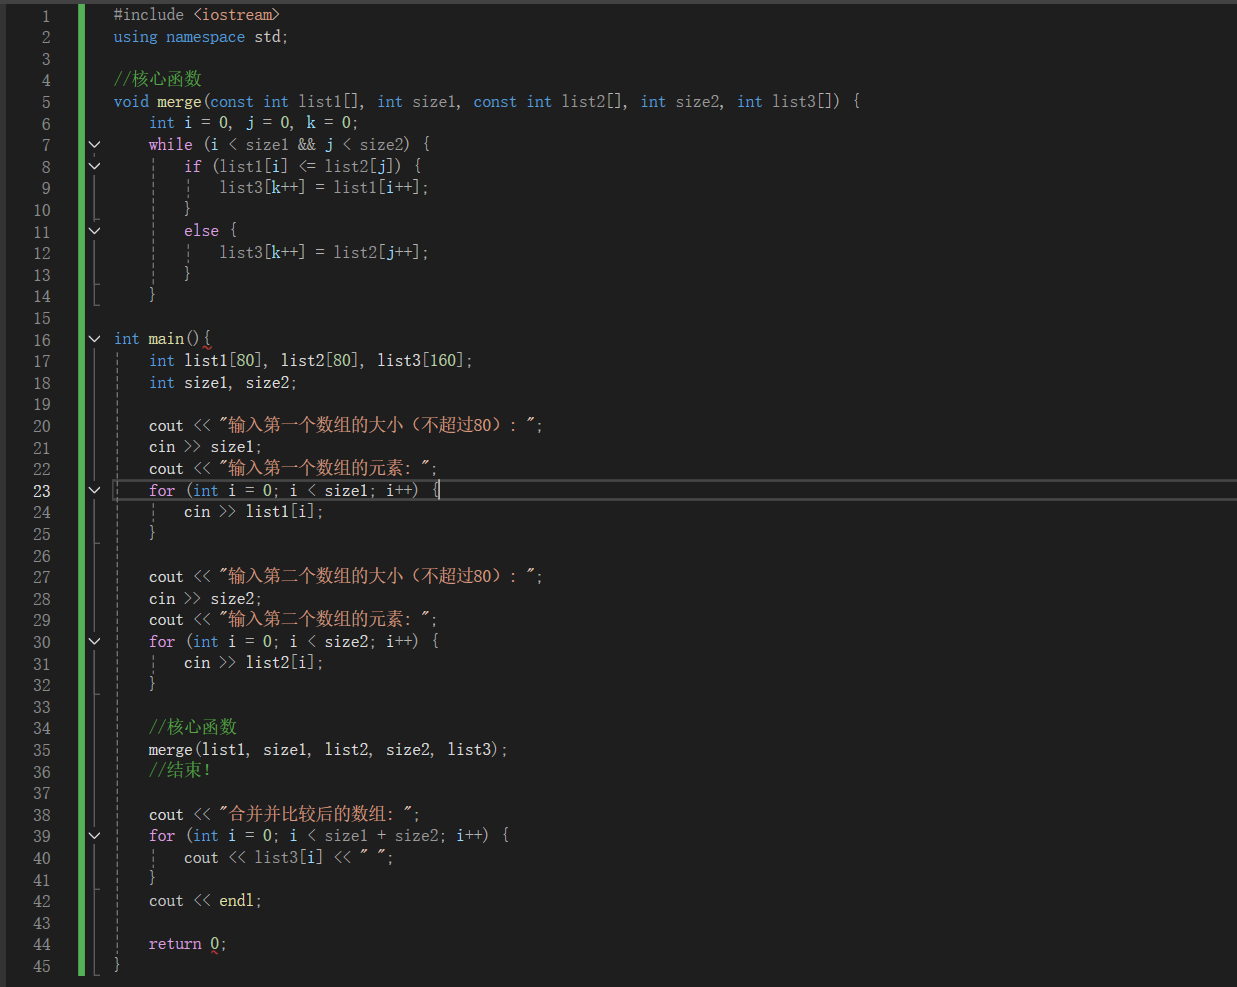 1 #include <iostream>
2 using namespace std;
3
4 //核心函数
5 void merge(const int list1[], int size1, const int list2[], int size2, int list3[]) {
6 int i = 0, j = 0, k = 0;
7 while (i < size1 && j < size2) {
8 if (list1[i] <= list2[j]) {
9 list3[k++] = list1[i++];
10 }
11 else {
12 list3[k++] = list2[j++];
13 }
14 }
15
16 int main(){
17 int list1[80], list2[80], list3[160];
18 int size1, size2;
19
20 cout << "输入第一个数组的大小（不超过80）: ";
21 cin >> size1;
22 cout << "输入第一个数组的元素: ";
23 for (int i = 0; i < size1; i++) {
24 cin >> list1[i];
25 }
26
27 cout << "输入第二个数组的大小（不超过80）: ";
28 cin >> size2;
29 cout << "输入第二个数组的元素: ";
30 for (int i = 0; i < size2; i++) {
31 cin >> list2[i];
32 }
33
34 //核心函数
35 merge(list1, size1, list2, size2, list3);
36 //结束!
37
38 cout << "合并并比较后的数组: ";
39 for (int i = 0; i < size1 + size2; i++) {
40 cout << list3[i] << " ";
41 }
42 cout << endl;
43
44 return 0;
45 }